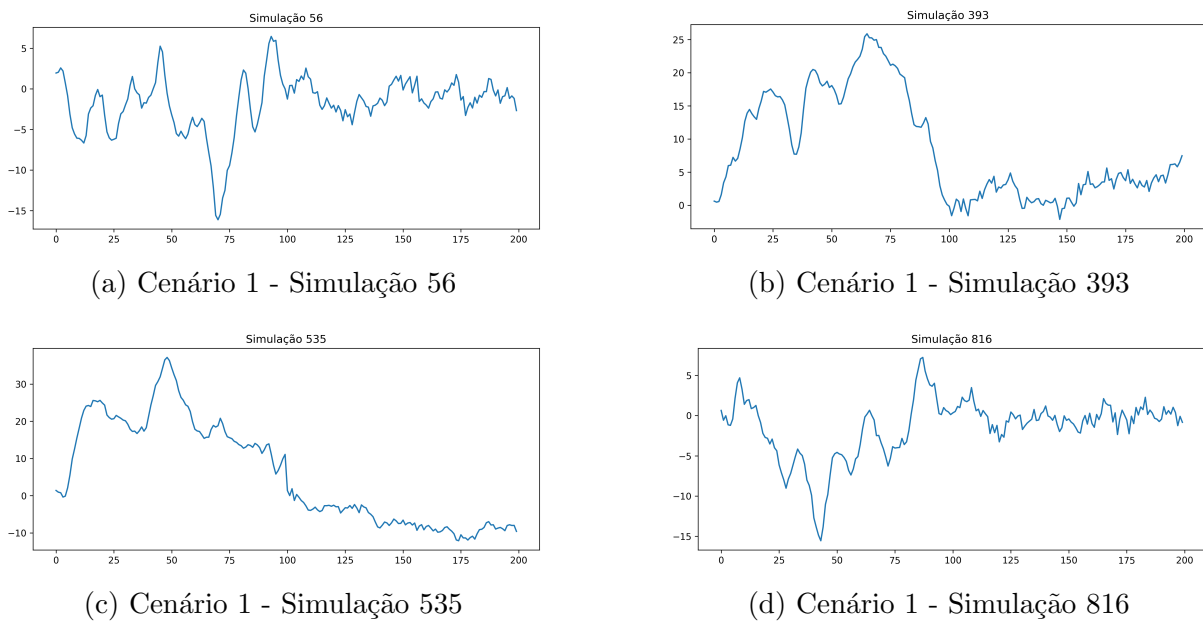 Simulação 56
5
0
−5
−10
−15
0 25 50 75 100 125 150 175 200
(a) Cenário 1 - Simulação 56
Simulação 393
25
20
15
10
5
0
0 25 50 75 100 125 150 175 200
(b) Cenário 1 - Simulação 393
Simulação 535
30
20
10
0
−10
0 25 50 75 100 125 150 175 200
(c) Cenário 1 - Simulação 535
Simulação 816
5
0
−5
−10
−15
0 25 50 75 100 125 150 175 200
(d) Cenário 1 - Simulação 816